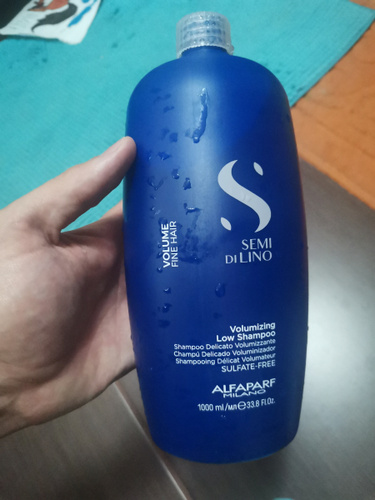 VOLUME
FINE HAIR
S
SEMI
DI LINO
Volumizing
Low Shampoo
Shampoo Delicato Volumizzante
Champú Delicado Voluminizador
Shampooing Délicat Volumateur
SULFATE-FREE
ALFAPARF
MILANO
1000 ml/мл℮33.8 Fl.Oz.